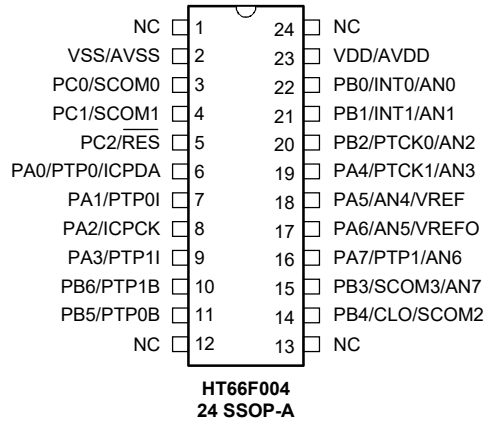 NC 1 24 NC
VSS/AVSS 2 23 VDD/AVDD
PC0/SCOM0 3 22 PB0/INT0/AN0
PC1/SCOM1 4 21 PB1/INT1/AN1
PC2/RES 5 20 PB2/PTCK0/AN2
PA0/PTP0/ICPDA 6 19 PA4/PTCK1/AN3
PA1/PTP0I 7 18 PA5/AN4/VREF
PA2/ICPCK 8 17 PA6/AN5/VREFO
PA3/PTP1I 9 16 PA7/PTP1/AN6
PB6/PTP1B 10 15 PB3/SCOM3/AN7
PB5/PTP0B 11 14 PB4/CLO/SCOM2
NC 12 13 NC
HT66F004
24 SSOP-A